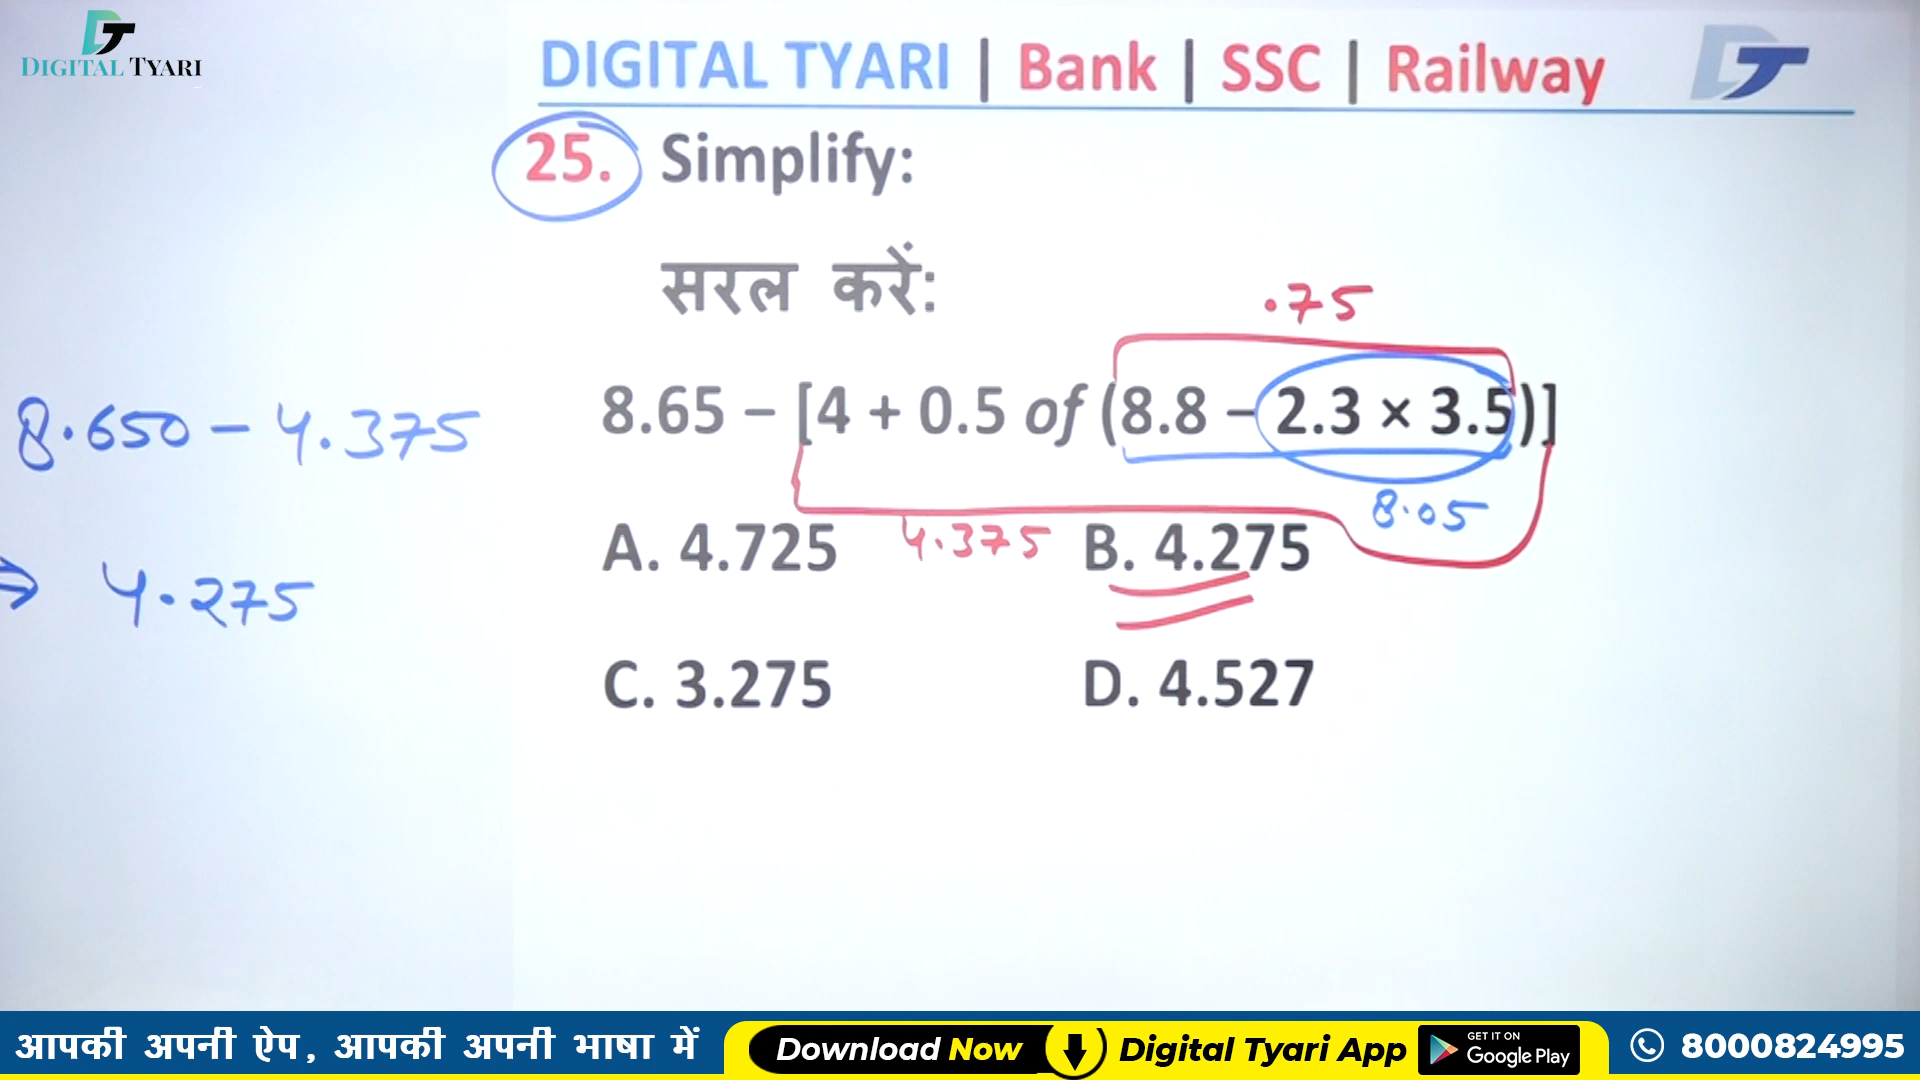 DT
DIGITAL TYARI
DIGITAL TYARI | Bank | SSC | Railway
DT
25. Simplify:
सरल करें:
.75
8.65 – [4 + 0.5 of (8.8 – 2.3 × 3.5)]
8.650 – 4.375
8.05
A. 4.725
4.375
B. 4.275
⇒ 4.275
C. 3.275
D. 4.527
आपकी अपनी ऐप, आपकी अपनी भाषा में
Download Now
Digital Tyari App
GET IT ON
Google Play
8000824995